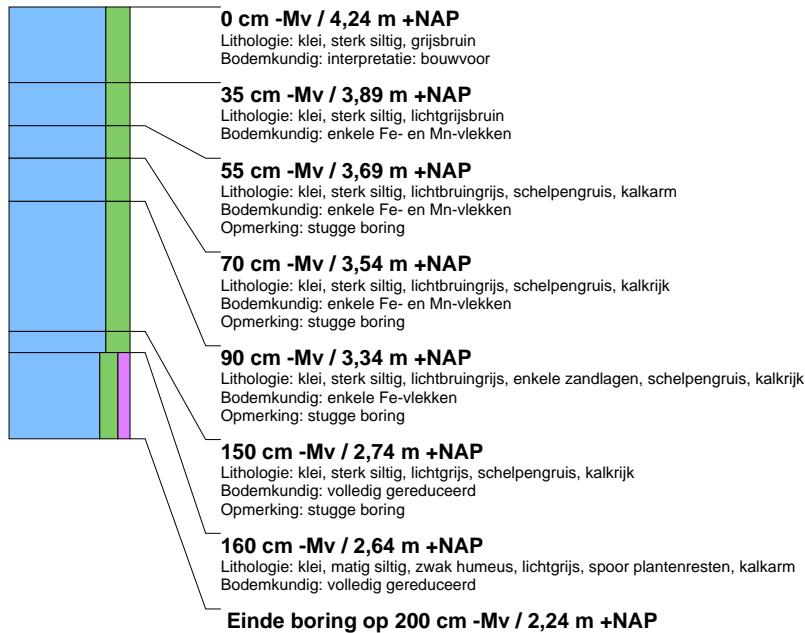 0 cm -Mv / 4,24 m +NAP
Lithologie: klei, sterk siltig, grijsbruin
Bodemkundig: interpretatie: bouwvoor
35 cm -Mv / 3,89 m +NAP
Lithologie: klei, sterk siltig, lichtgrijsbruin
Bodemkundig: enkele Fe- en Mn-vlekken
55 cm -Mv / 3,69 m +NAP
Lithologie: klei, sterk siltig, lichtbruingrijs, schelpengruis, kalkarm
Bodemkundig: enkele Fe- en Mn-vlekken
Opmerking: stugge boring
70 cm -Mv / 3,54 m +NAP
Lithologie: klei, sterk siltig, lichtbruingrijs, schelpengruis, kalkrijk
Bodemkundig: enkele Fe- en Mn-vlekken
Opmerking: stugge boring
90 cm -Mv / 3,34 m +NAP
Lithologie: klei, sterk siltig, lichtbruingrijs, enkele zandlagen, schelpengruis, kalkrijk
Bodemkundig: enkele Fe-vlekken
Opmerking: stugge boring
150 cm -Mv / 2,74 m +NAP
Lithologie: klei, sterk siltig, lichtgrijs, schelpengruis, kalkrijk
Bodemkundig: volledig gereduceerd
Opmerking: stugge boring
160 cm -Mv / 2,64 m +NAP
Lithologie: klei, matig siltig, zwak humeus, lichtgrijs, spoor plantenresten, kalkarm
Bodemkundig: volledig gereduceerd
Einde boring op 200 cm -Mv / 2,24 m +NAP